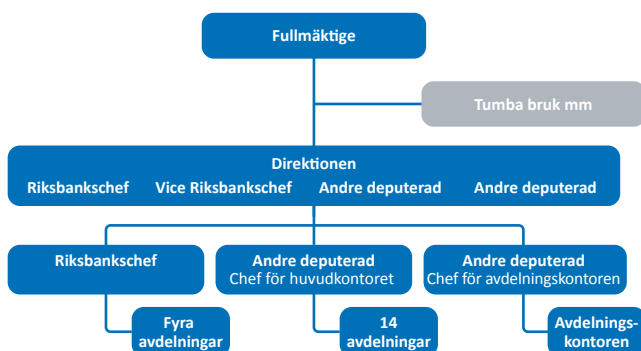 Fullmäktige
Tumba bruk mm
Direktionen
Riksbankschef Vice Riksbankschef Andre deputerad Andre deputerad
Riksbankschef
Andre deputerad
Chef för huvudkontoret
Andre deputerad
Chef för avdelningskontoren
Fyra
avdelningar
14
avdelningar
Avdelnings-
kontoren